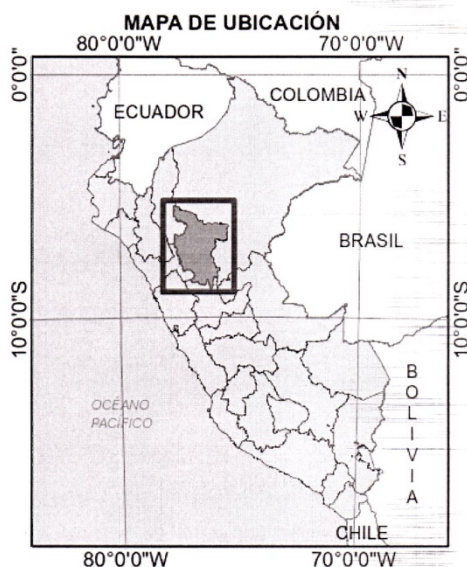 MAPA DE UBICACIÓN
80°0'0"W 70°0'0"W
0°0'0" 0°0'0"
N
W E
S
COLOMBIA
ECUADOR
BRASIL
10°0'0"S 10°0'0"S
OCÉANO
PACÍFICO
BOLIVIA
CHILE
80°0'0"W 70°0'0"W